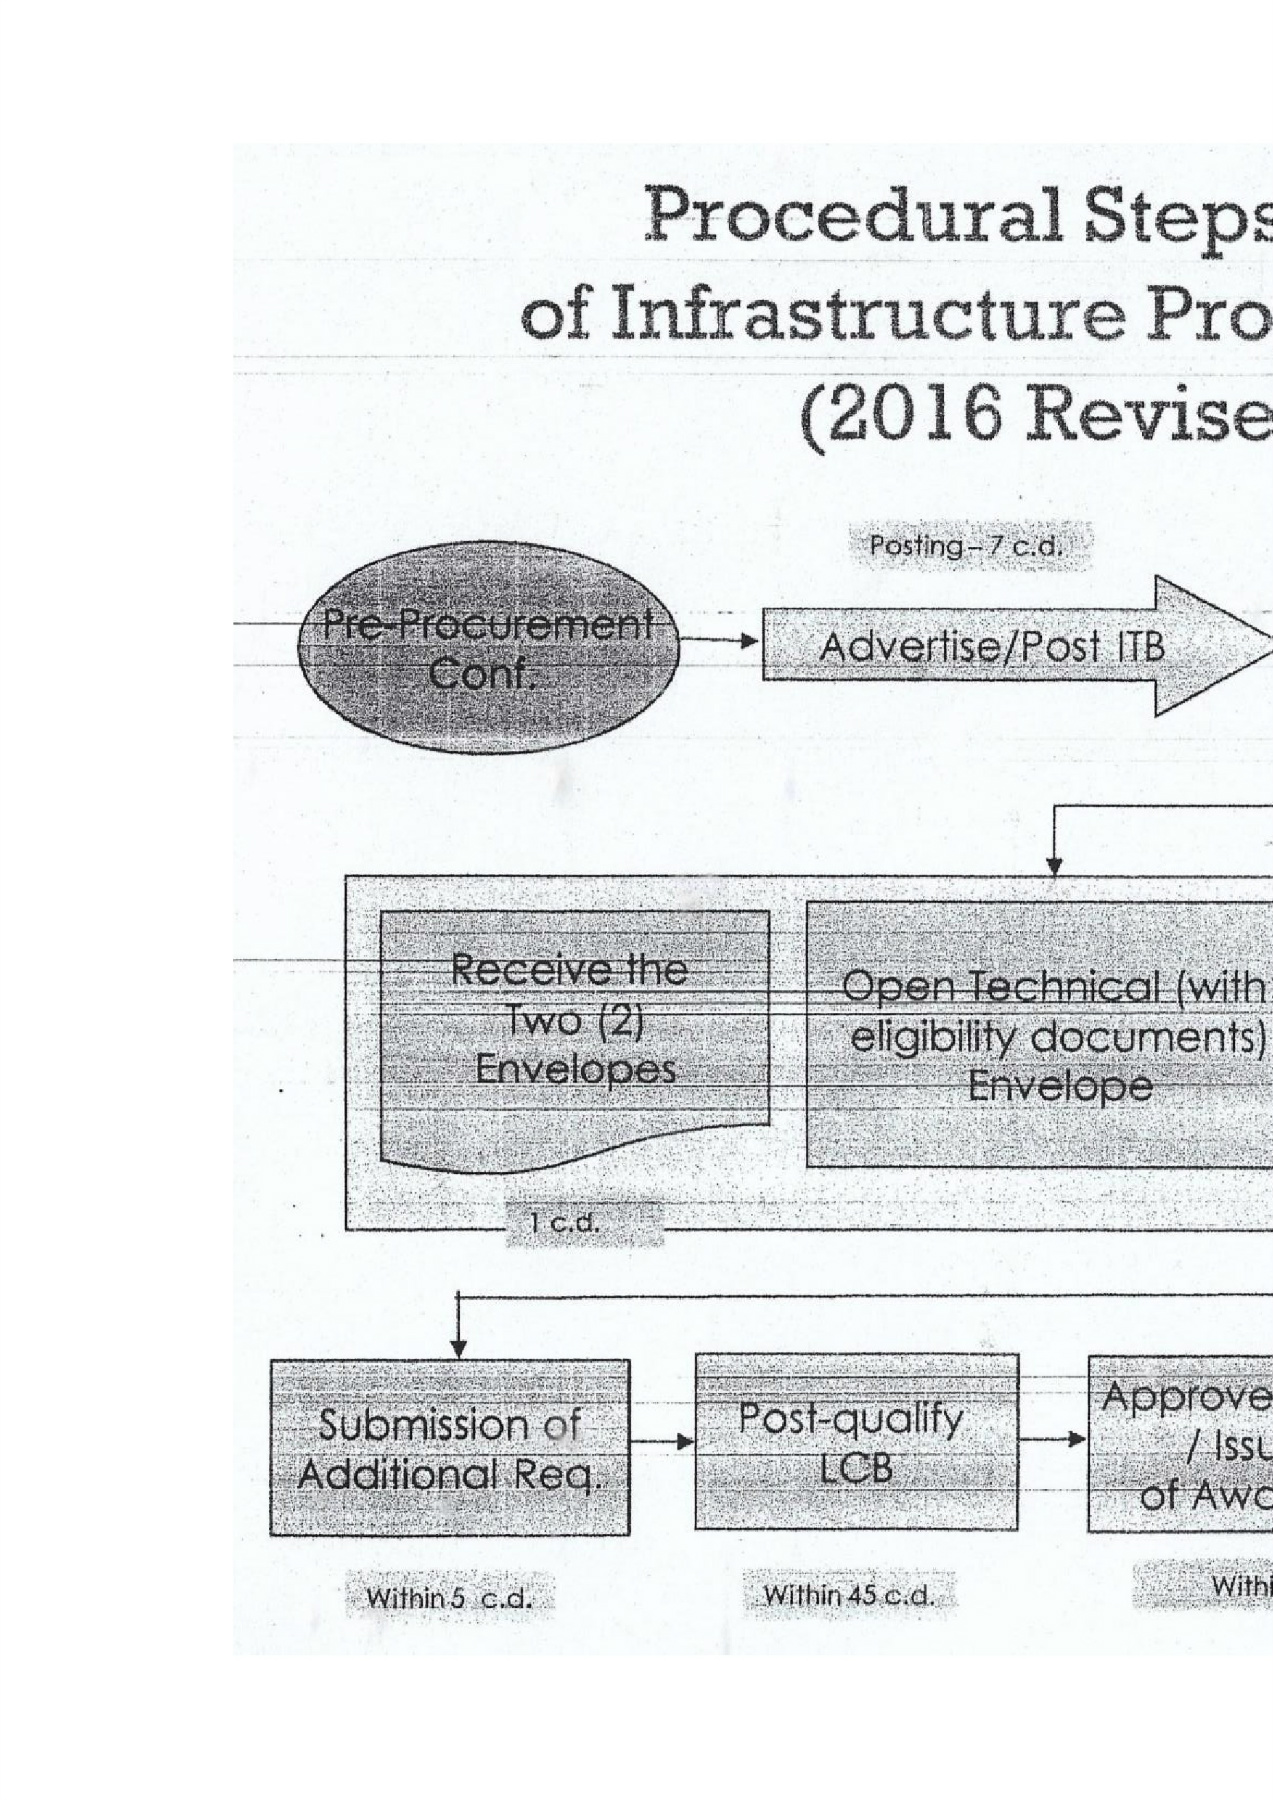 Procedural Steps
of Infrastructure Pro
(2016 Revise
Posting – 7 c.d.
Pre-Procurement
Conf.
Advertise/Post ITB
Receive the
Two (2)
Envelopes
Open Technical (with
eligibility documents)
Envelope
1 c.d.
Submission of
Additional Req.
Post-qualify
LCB
Approve
/ Issu
of Awa
Within 5 c.d.
Within 45 c.d.
Withi